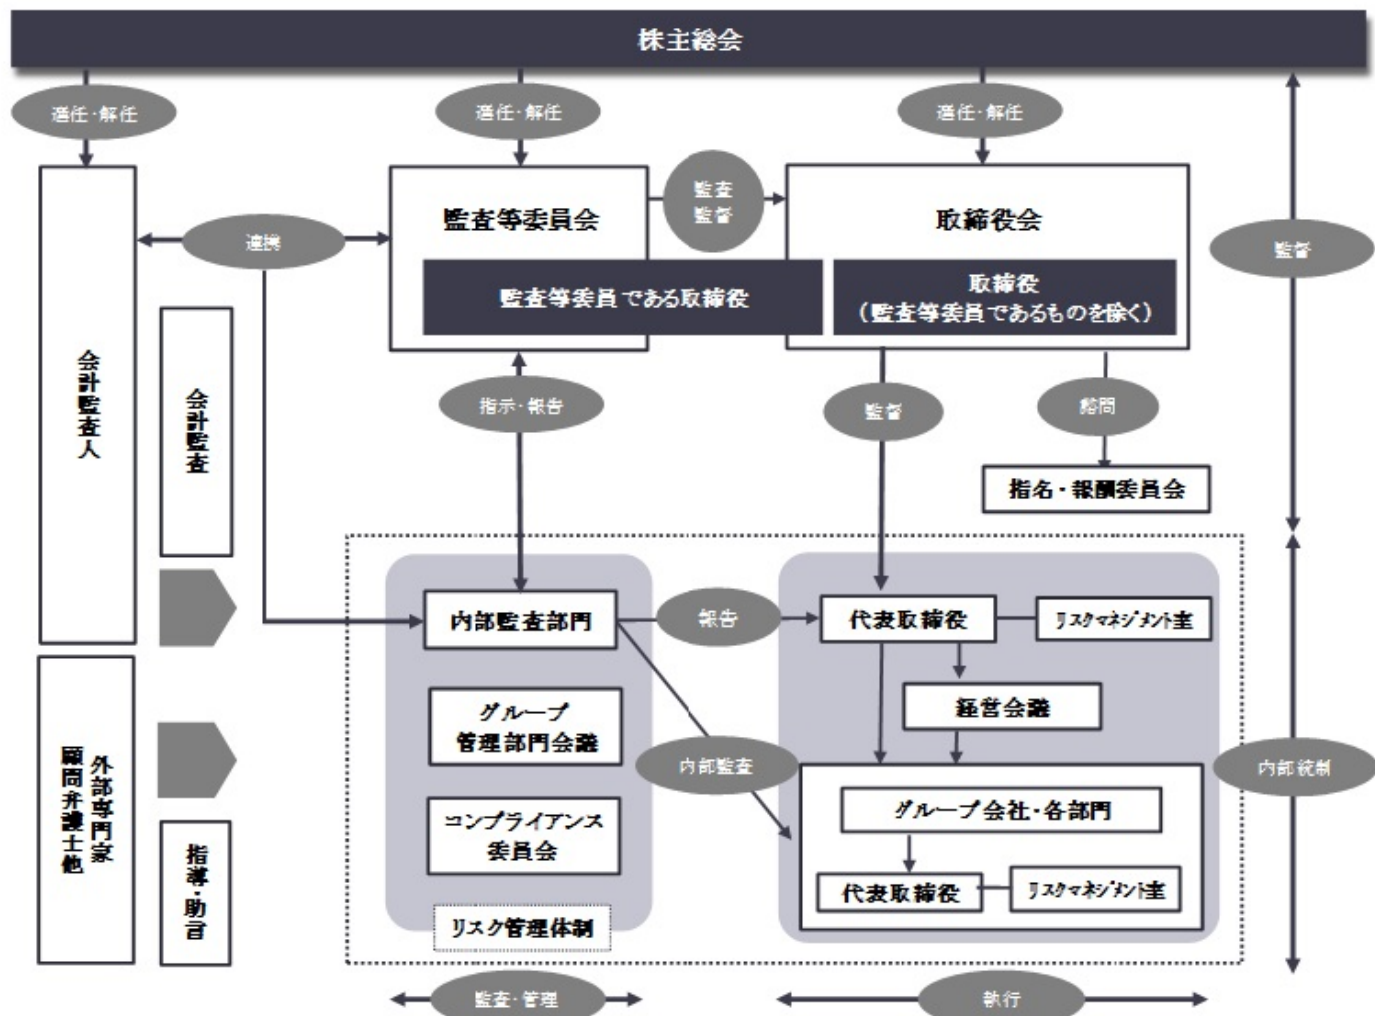 株主総会
選任・解任
選任・解任
選任・解任
監査等委員会
監査
監督
取締役会
連携
監督
監査等委員である取締役
取締役
（監査等委員であるものを除く）
会計監査人
会計監査
指示・報告
監督
諮問
指名・報酬委員会
内部監査部門
報告
代表取締役
リスクマネジメント室
グループ
管理部門会議
経営会議
内部監査
内部統制
外部専門家
顧問弁護士他
指導・助言
コンプライアンス
委員会
グループ会社・各部門
代表取締役
リスクマネジメント室
リスク管理体制
監査・管理
執行